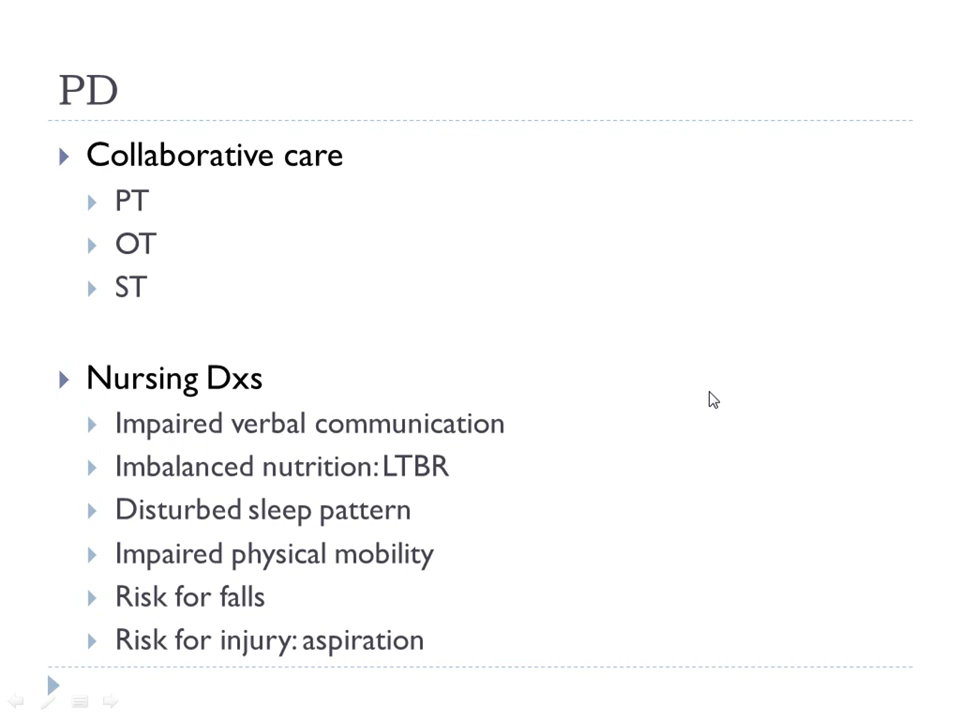 PD
Collaborative care
PT
OT
ST
Nursing Dxs
Impaired verbal communication
Imbalanced nutrition: LTBR
Disturbed sleep pattern
Impaired physical mobility
Risk for falls
Risk for injury: aspiration